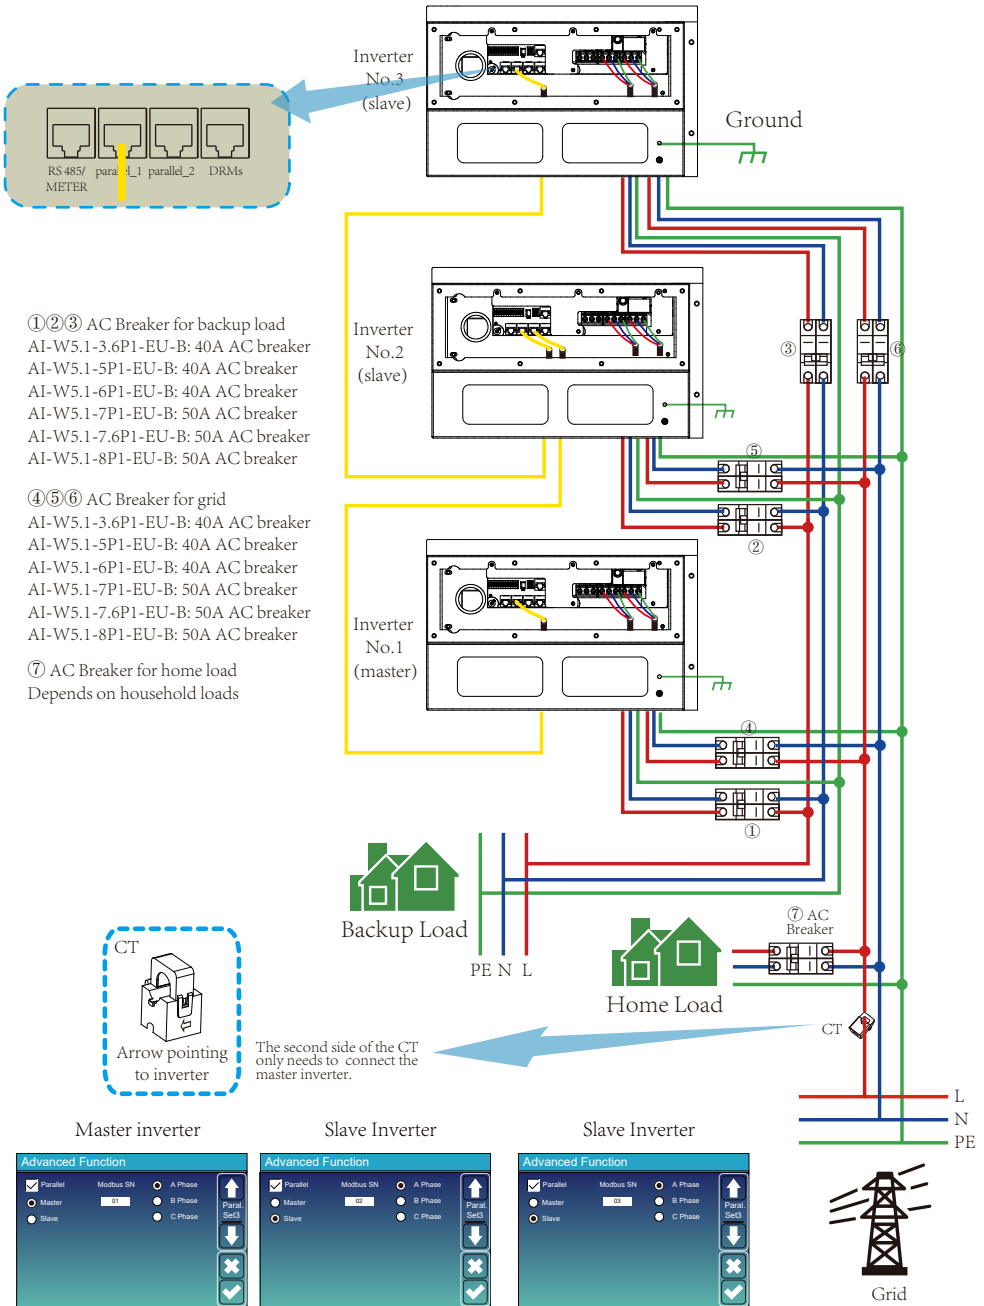 Inverter
No.3
(slave)
Ground
RS 485/
METER
parallel_1
parallel_2
DRMs
①②③ AC Breaker for backup load
AI-W5.1-3.6P1-EU-B: 40A AC breaker
AI-W5.1-5P1-EU-B: 40A AC breaker
AI-W5.1-6P1-EU-B: 40A AC breaker
AI-W5.1-7P1-EU-B: 50A AC breaker
AI-W5.1-7.6P1-EU-B: 50A AC breaker
AI-W5.1-8P1-EU-B: 50A AC breaker
④⑤⑥ AC Breaker for grid
AI-W5.1-3.6P1-EU-B: 40A AC breaker
AI-W5.1-5P1-EU-B: 40A AC breaker
AI-W5.1-6P1-EU-B: 40A AC breaker
AI-W5.1-7P1-EU-B: 50A AC breaker
AI-W5.1-7.6P1-EU-B: 50A AC breaker
AI-W5.1-8P1-EU-B: 50A AC breaker
⑦ AC Breaker for home load
Depends on household loads
Inverter
No.2
(slave)
③
⑥
⑤
②
Inverter
No.1
(master)
④
①
Backup Load
PE N L
⑦ AC
Breaker
Home Load
CT
CT
Arrow pointing
to inverter
The second side of the CT
only needs to connect the
master inverter.
L
N
PE
Grid
Master inverter
Advanced Function
Parallel
Modbus SN
A Phase
Master
01
B Phase
Slave
C Phase
Paral.
Set3
Slave Inverter
Advanced Function
Parallel
Modbus SN
A Phase
Master
02
B Phase
Slave
C Phase
Paral.
Set3
Slave Inverter
Advanced Function
Parallel
Modbus SN
A Phase
Master
03
B Phase
Slave
C Phase
Paral.
Set3